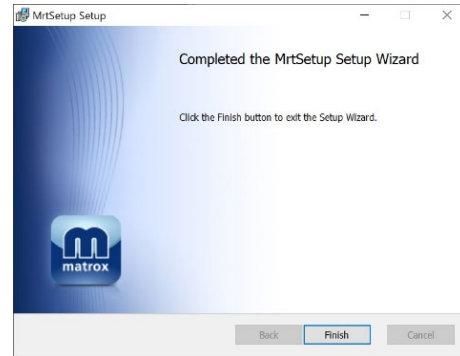 MrtSetup Setup
Completed the MrtSetup Setup Wizard
Click the Finish button to exit the Setup Wizard.
matrox
Back Finish Cancel